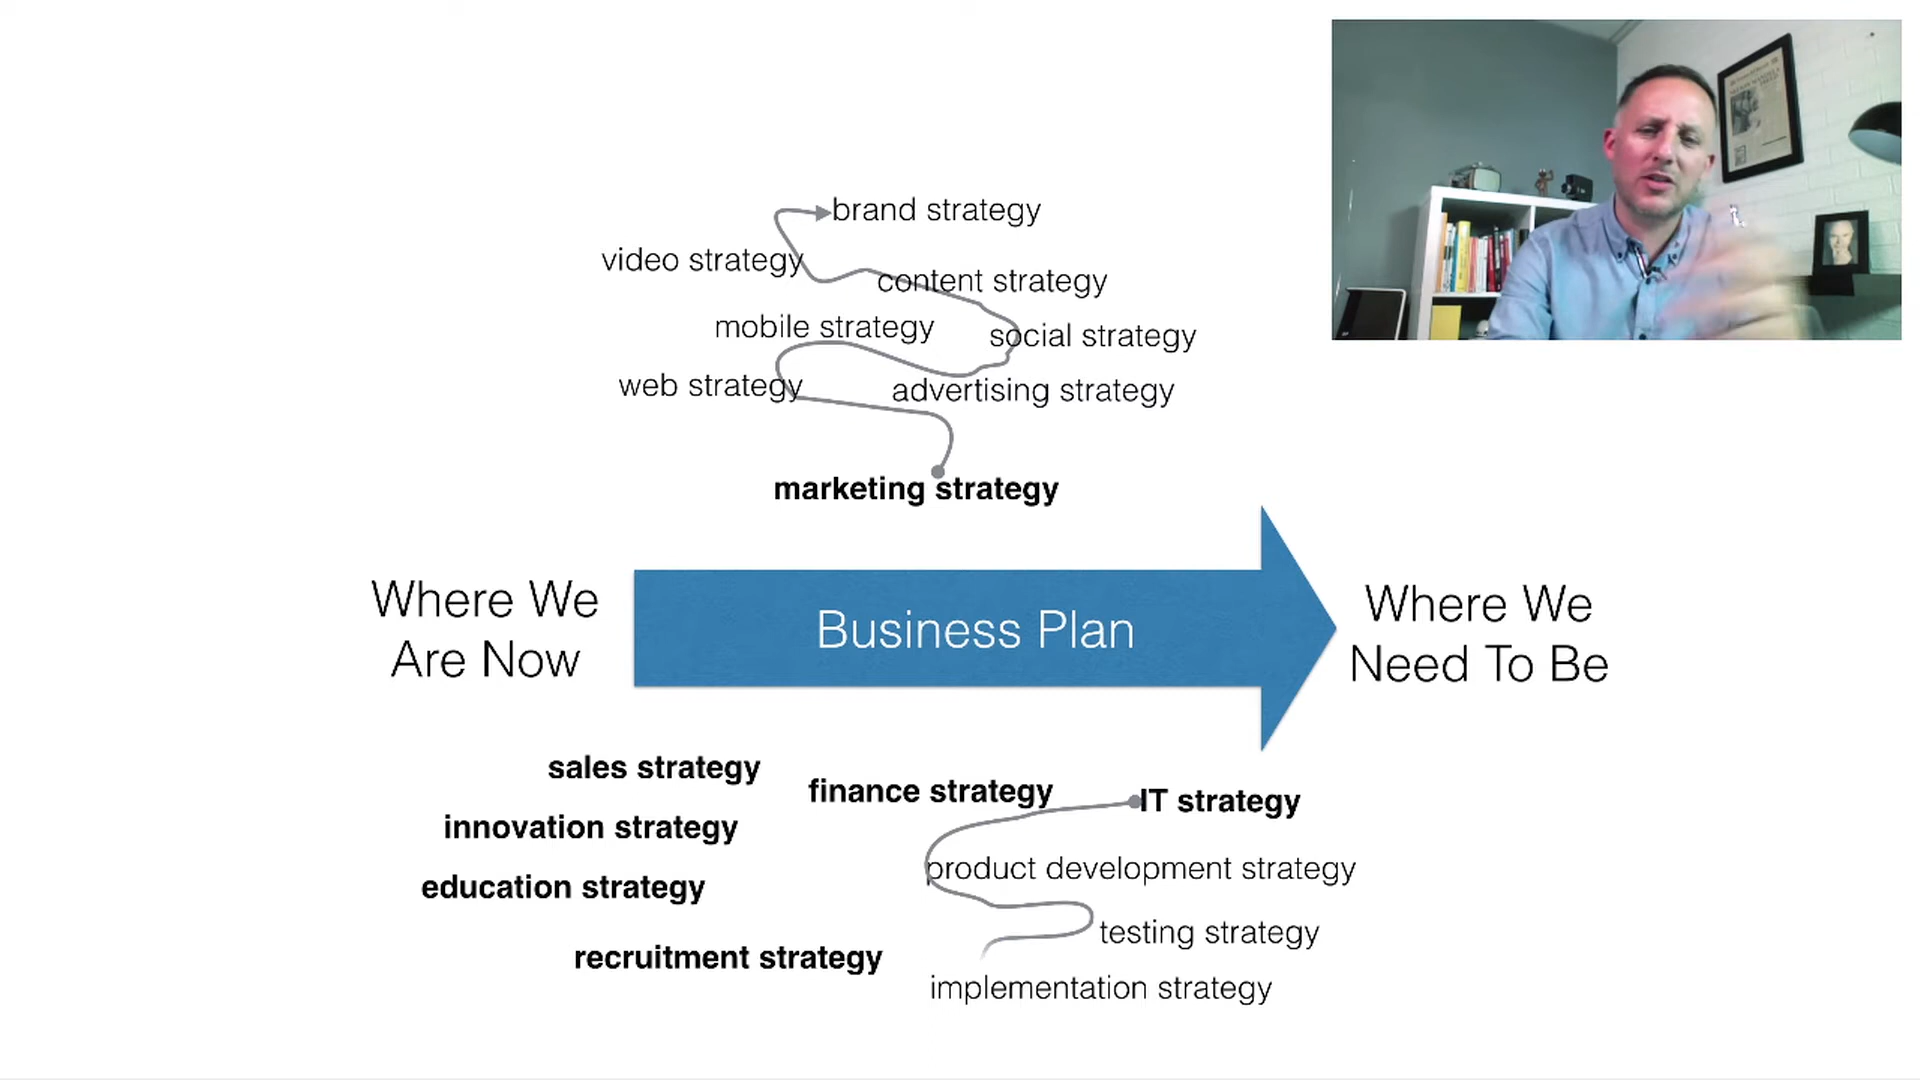 brand strategy
video strategy
content strategy
mobile strategy
social strategy
web strategy
advertising strategy
marketing strategy
Where We
Are Now
Business Plan
Where We
Need To Be
sales strategy
finance strategy
IT strategy
innovation strategy
product development strategy
education strategy
testing strategy
recruitment strategy
implementation strategy